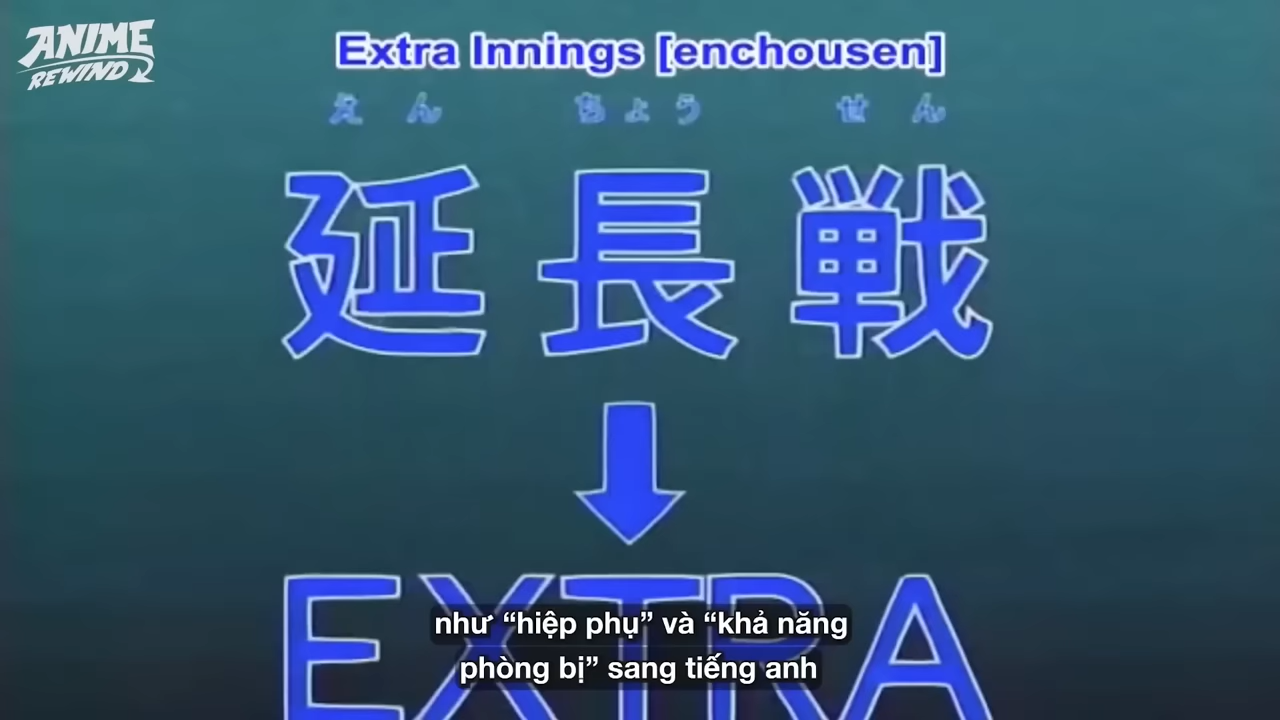 ANIME
REWIND
Extra Innings [enchousen]
えん ちょう せん
延長戦
EXTRA
như “hiệp phụ” và “khả năng
phòng bị” sang tiếng anh